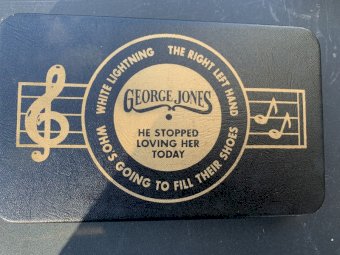 WHITE LIGHTNING
THE RIGHT LEFT HAND
GEORGE JONES
HE STOPPED
LOVING HER
TODAY
WHO'S GOING TO FILL THEIR SHOES